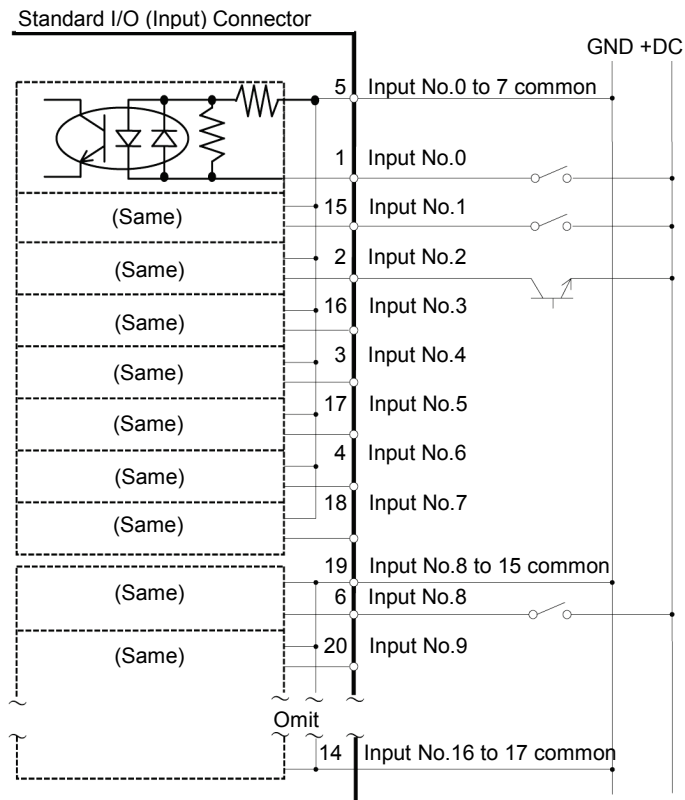 Standard I/O (Input) Connector
GND +DC
5 Input No.0 to 7 common
1 Input No.0
(Same) 15 Input No.1
(Same) 2 Input No.2
(Same) 16 Input No.3
(Same) 3 Input No.4
(Same) 17 Input No.5
(Same) 4 Input No.6
(Same) 18 Input No.7
19 Input No.8 to 15 common
(Same) 6 Input No.8
(Same) 20 Input No.9
Omit
14 Input No.16 to 17 common